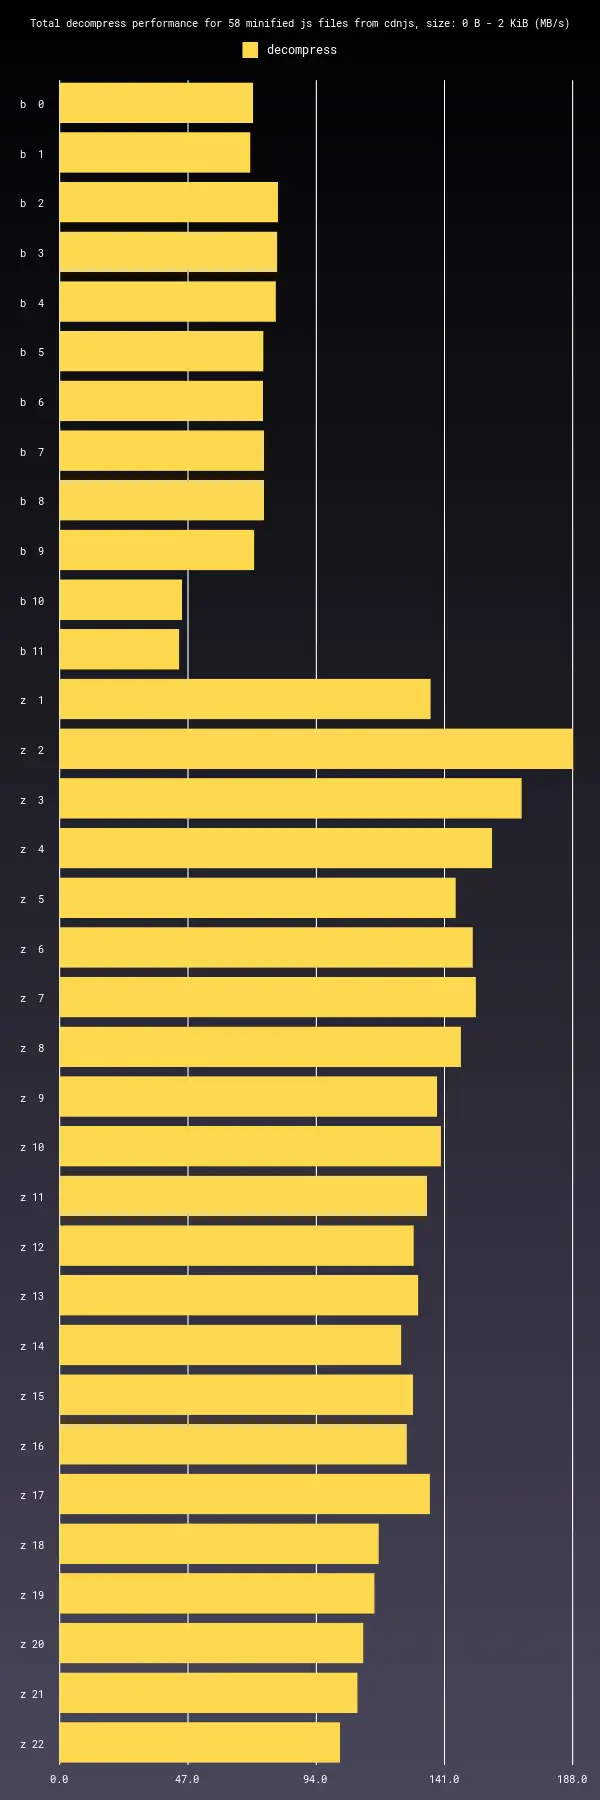 Total decompress performance for 58 minified js files from cdnjs, size: 0 B - 2 KiB (MB/s)
decompress
b 0
b 1
b 2
b 3
b 4
b 5
b 6
b 7
b 8
b 9
b 10
b 11
z 1
z 2
z 3
z 4
z 5
z 6
z 7
z 8
z 9
z 10
z 11
z 12
z 13
z 14
z 15
z 16
z 17
z 18
z 19
z 20
z 21
z 22
0.0 47.0 94.0 141.0 188.0